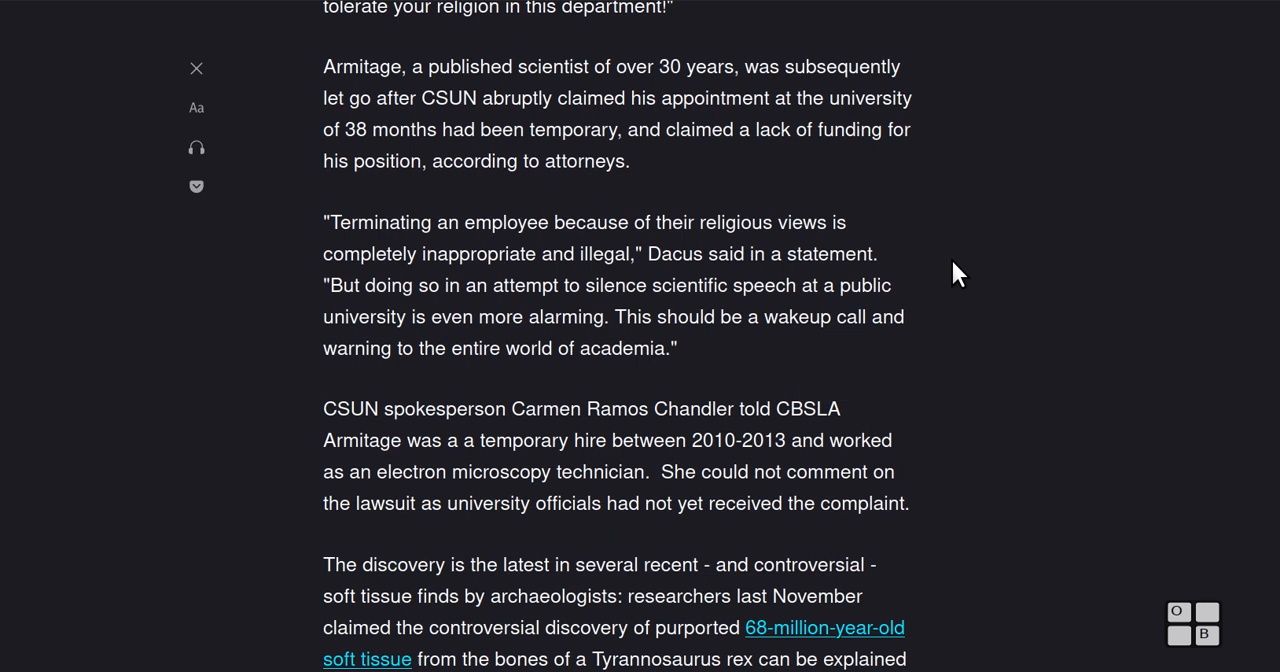 tolerate your religion in this department!"
Armitage, a published scientist of over 30 years, was subsequently
let go after CSUN abruptly claimed his appointment at the university
of 38 months had been temporary, and claimed a lack of funding for
his position, according to attorneys.
"Terminating an employee because of their religious views is
completely inappropriate and illegal," Dacus said in a statement.
"But doing so in an attempt to silence scientific speech at a public
university is even more alarming. This should be a wakeup call and
warning to the entire world of academia."
CSUN spokesperson Carmen Ramos Chandler told CBSLA
Armitage was a a temporary hire between 2010-2013 and worked
as an electron microscopy technician.  She could not comment on
the lawsuit as university officials had not yet received the complaint.
The discovery is the latest in several recent - and controversial -
soft tissue finds by archaeologists: researchers last November
claimed the controversial discovery of purported 68-million-year-old
soft tissue from the bones of a Tyrannosaurus rex can be explained
Aa
O
B